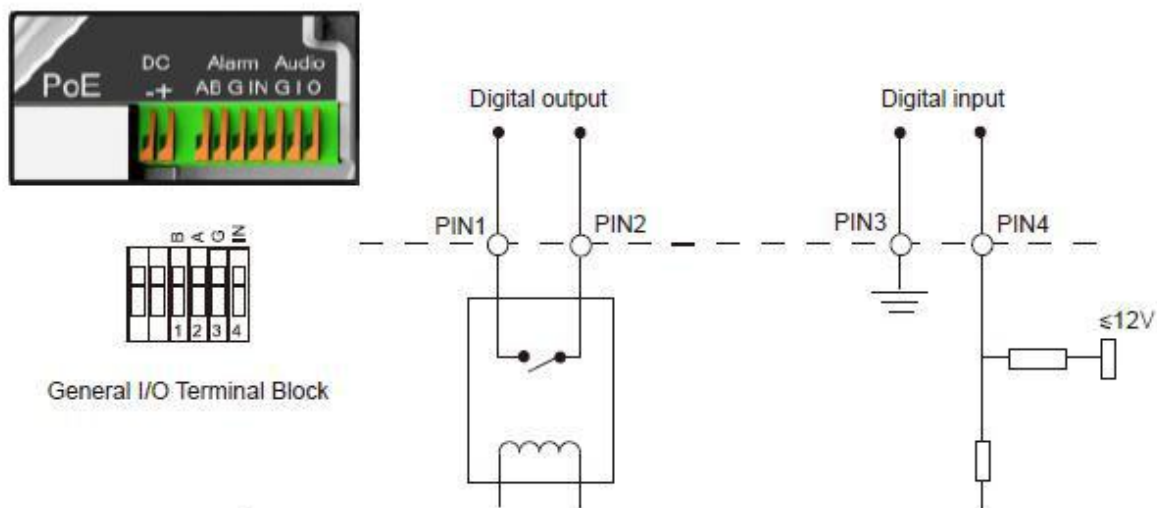 DC Alarm Audio
PoE -+ AB G IN G I O
Digital output
Digital input
PIN1
PIN2
PIN3
PIN4
B A G IN
1 2 3 4
≤12V
General I/O Terminal Block